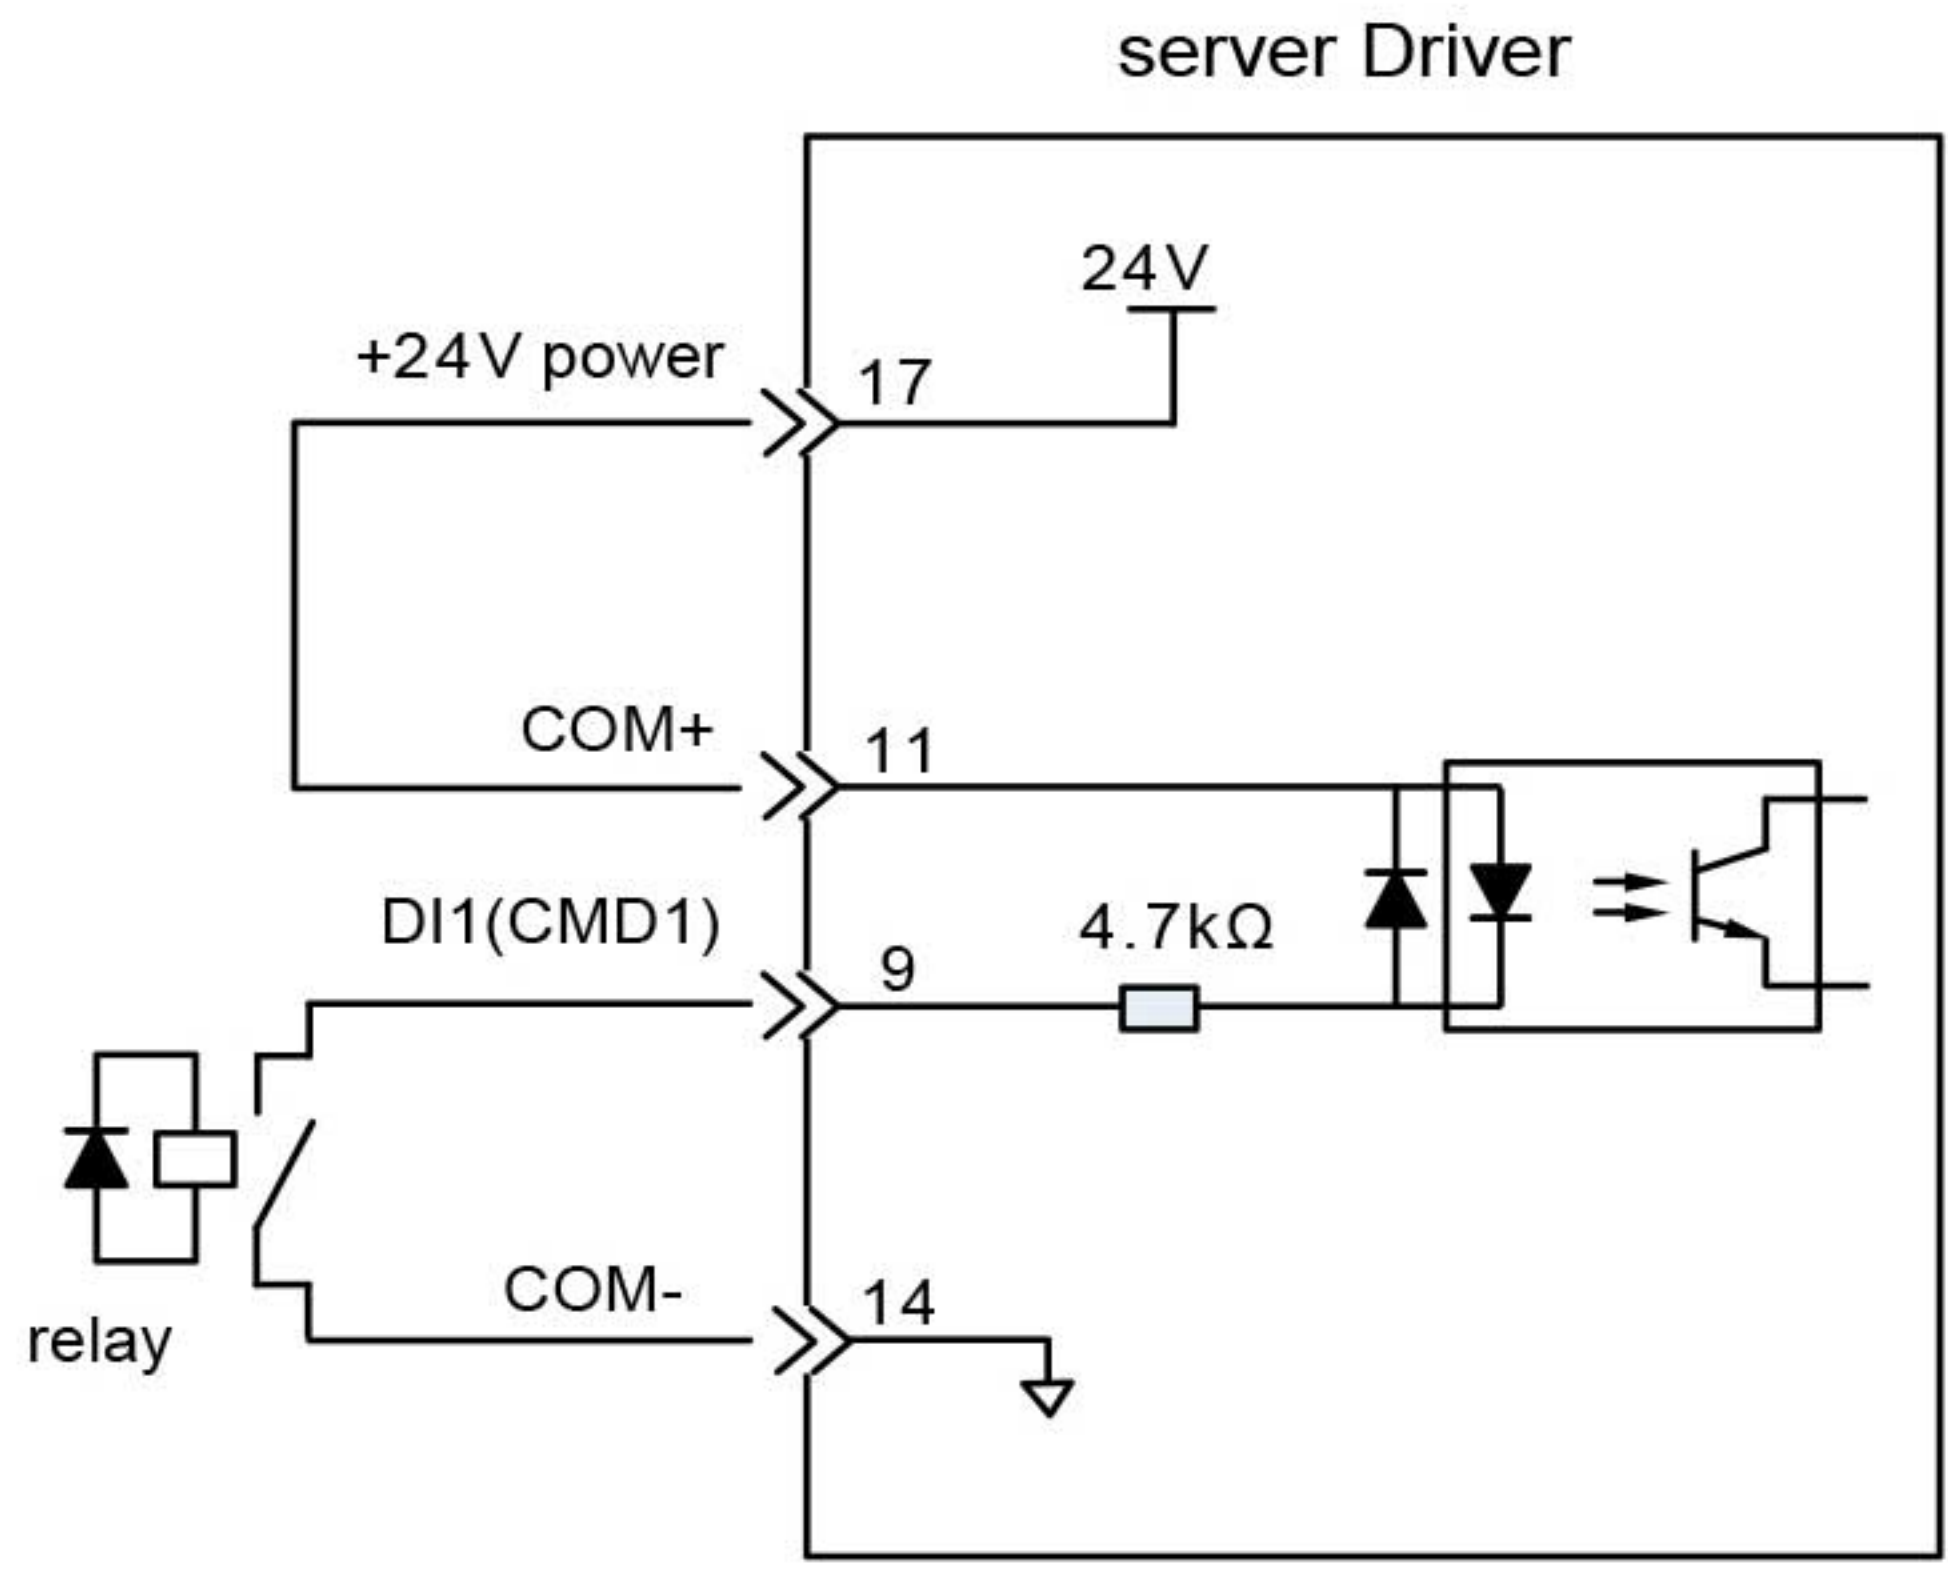 server Driver
24V
+24V power
17
COM+
11
DI1(CMD1)
9
4.7kΩ
COM-
14
relay